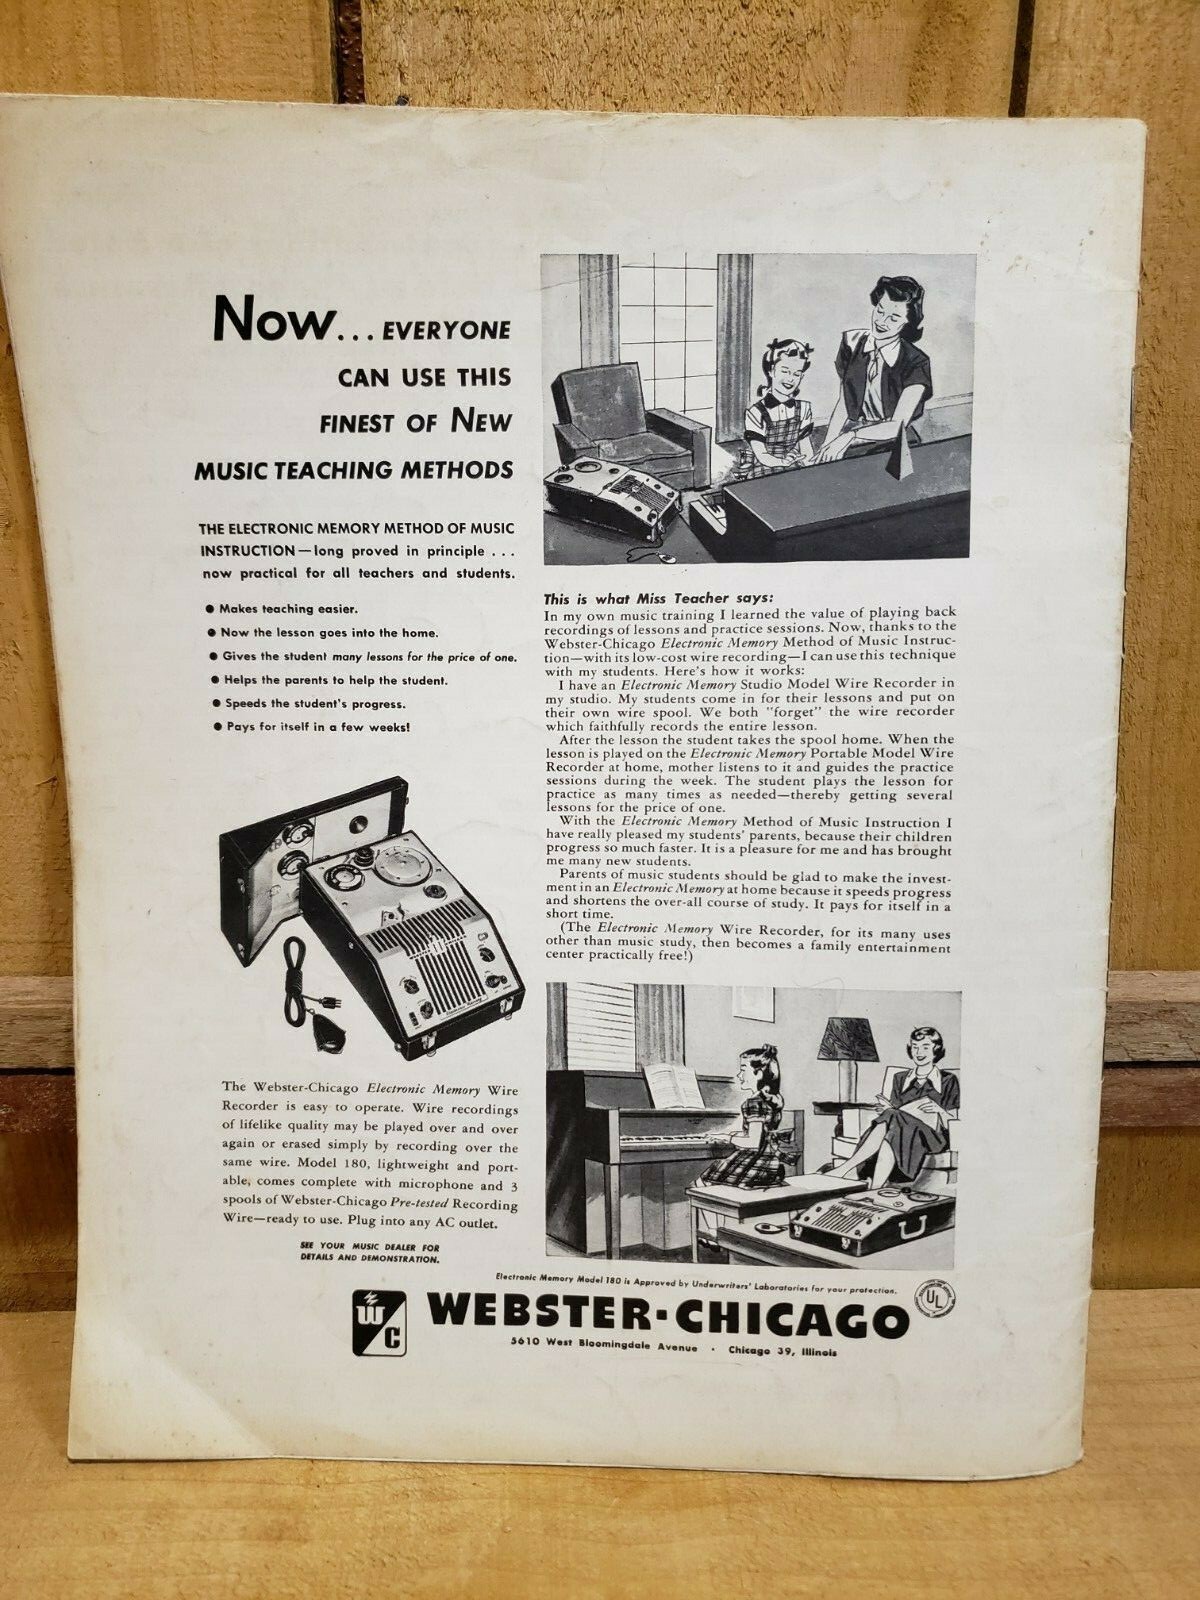 Now... EVERYONE
CAN USE THIS
FINEST OF NEW
MUSIC TEACHING METHODS
THE ELECTRONIC MEMORY METHOD OF MUSIC
INSTRUCTION—long proved in principle . . .
now practical for all teachers and students.
● Makes teaching easier.
● Now the lesson goes into the home.
● Gives the student many lessons for the price of one.
● Helps the parents to help the student.
● Speeds the student's progress.
● Pays for itself in a few weeks!
The Webster-Chicago Electronic Memory Wire
Recorder is easy to operate. Wire recordings
of lifelike quality may be played over and over
again or erased simply by recording over the
same wire. Model 180, lightweight and port-
able, comes complete with microphone and 3
spools of Webster-Chicago Pre-tested Recording
Wire—ready to use. Plug into any AC outlet.
SEE YOUR MUSIC DEALER FOR
DETAILS AND DEMONSTRATION.
This is what Miss Teacher says:
In my own music training I learned the value of playing back
recordings of lessons and practice sessions. Now, thanks to the
Webster-Chicago Electronic Memory Method of Music Instruc-
tion—with its low-cost wire recording—I can use this technique
with my students. Here's how it works:
I have an Electronic Memory Studio Model Wire Recorder in
my studio. My students come in for their lessons and put on
their own wire spool. We both "forget" the wire recorder
which faithfully records the entire lesson.
After the lesson the student takes the spool home. When the
lesson is played on the Electronic Memory Portable Model Wire
Recorder at home, mother listens to it and guides the practice
sessions during the week. The student plays the lesson for
practice as many times as needed—thereby getting several
lessons for the price of one.
With the Electronic Memory Method of Music Instruction I
have really pleased my students' parents, because their children
progress so much faster. It is a pleasure for me and has brought
me many new students.
Parents of music students should be glad to make the invest-
ment in an Electronic Memory at home because it speeds progress
and shortens the over-all course of study. It pays for itself in a
short time.
(The Electronic Memory Wire Recorder, for its many uses
other than music study, then becomes a family entertainment
center practically free!)
Electronic Memory Model 180 is Approved by Underwriters' Laboratories for your protection.
UL
W C
WEBSTER-CHICAGO
5610 West Bloomingdale Avenue · Chicago 39, Illinois